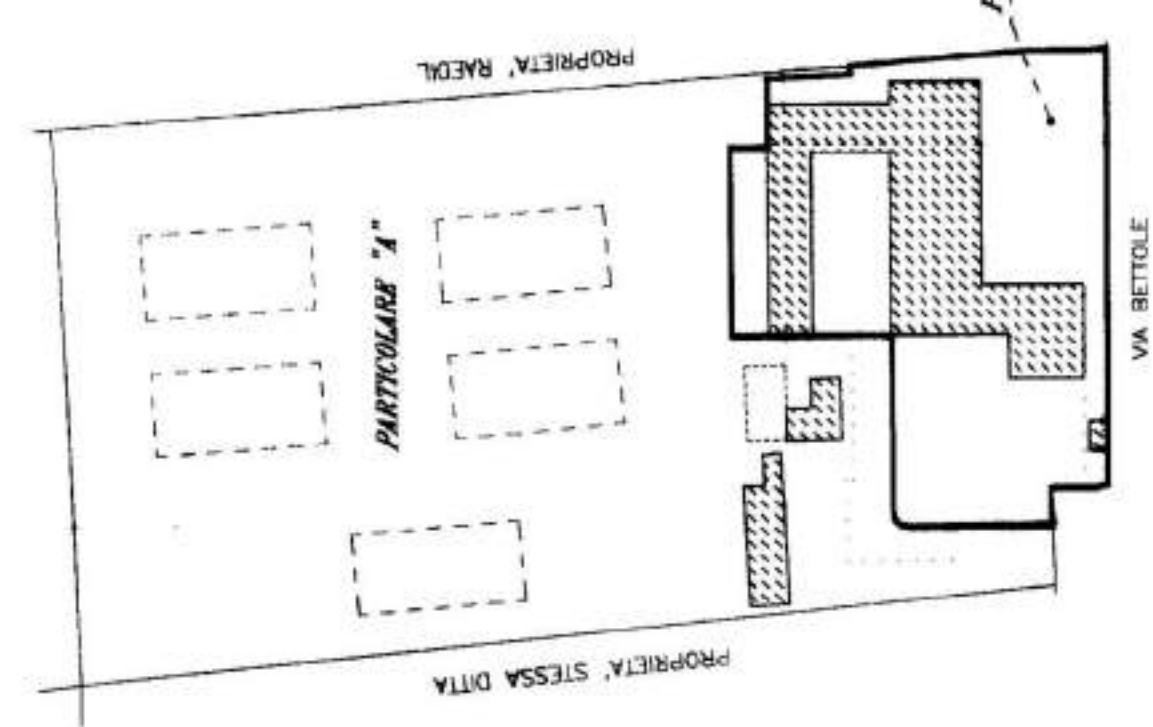 PROPRIETA' RAEDAL
PARTICOLARE "A"
VIA BETTOLE
PROPRIETA' STESSA DITTA